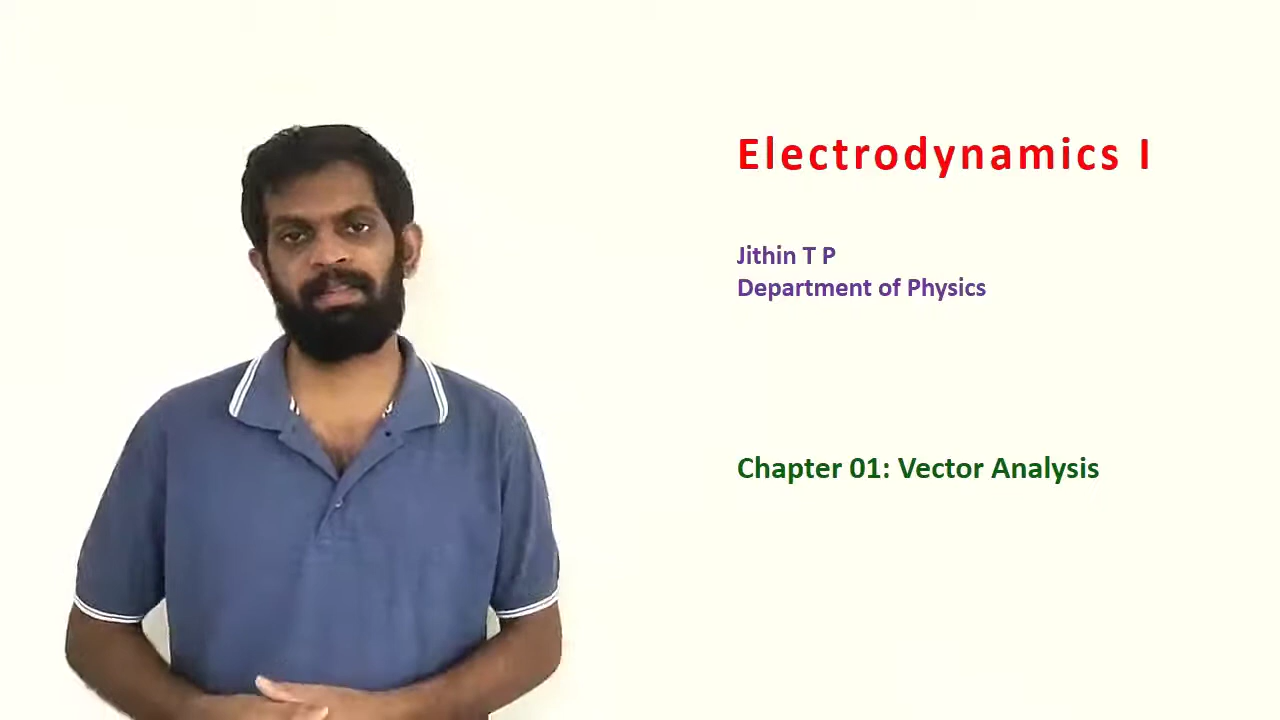 Electrodynamics I
Jithin T P
Department of Physics
Chapter 01: Vector Analysis